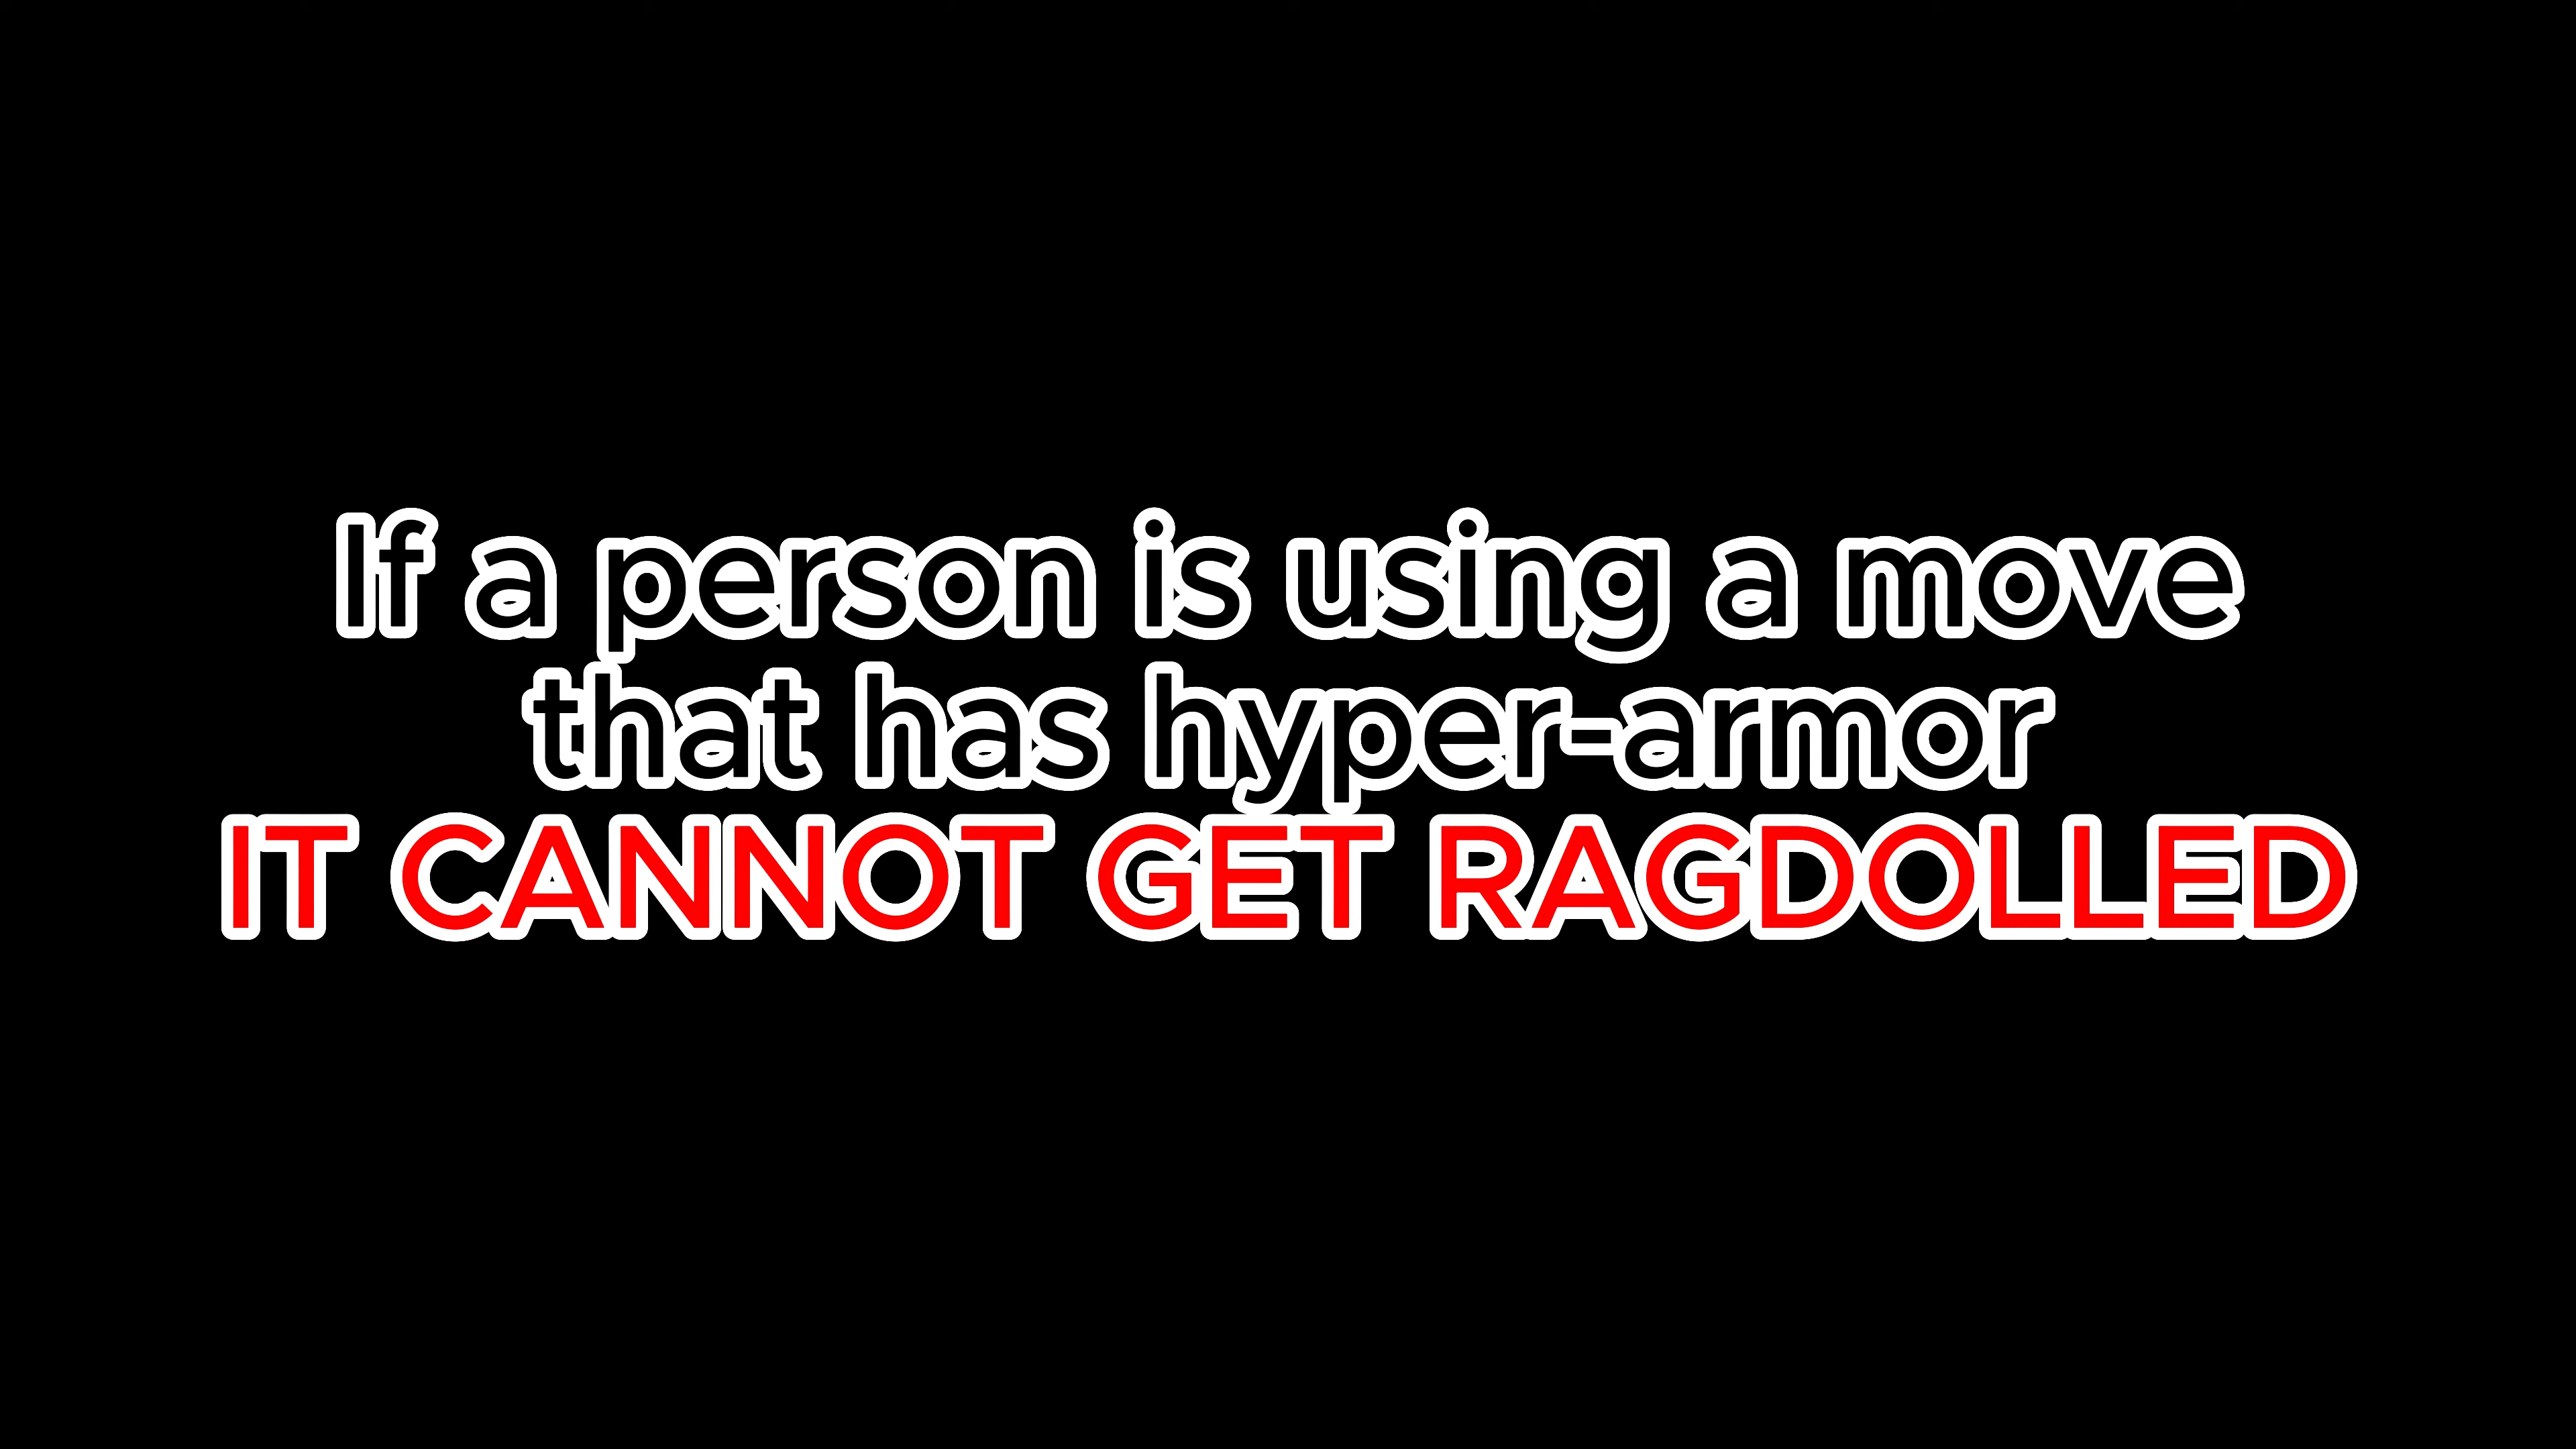 If a person is using a move
that has hyper-armor
IT CANNOT GET RAGDOLLED